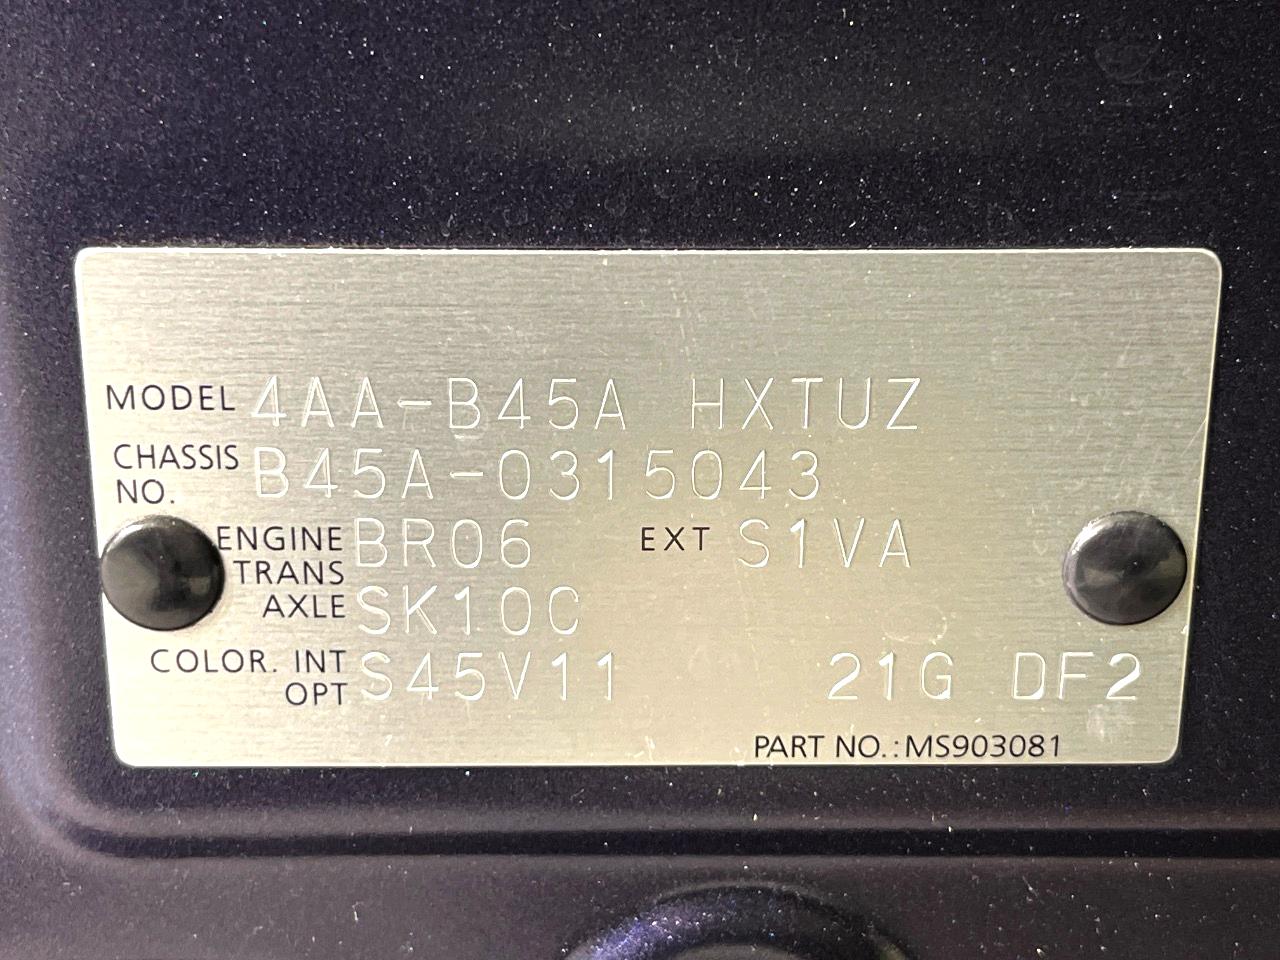 MODEL 4AA-B45A HXTUZ
CHASSIS NO. B45A-0315043
ENGINE BR06 EXT S1VA
TRANS AXLE SK10C
COLOR. INT OPT S45V11 21G DF2
PART NO.:MS903081